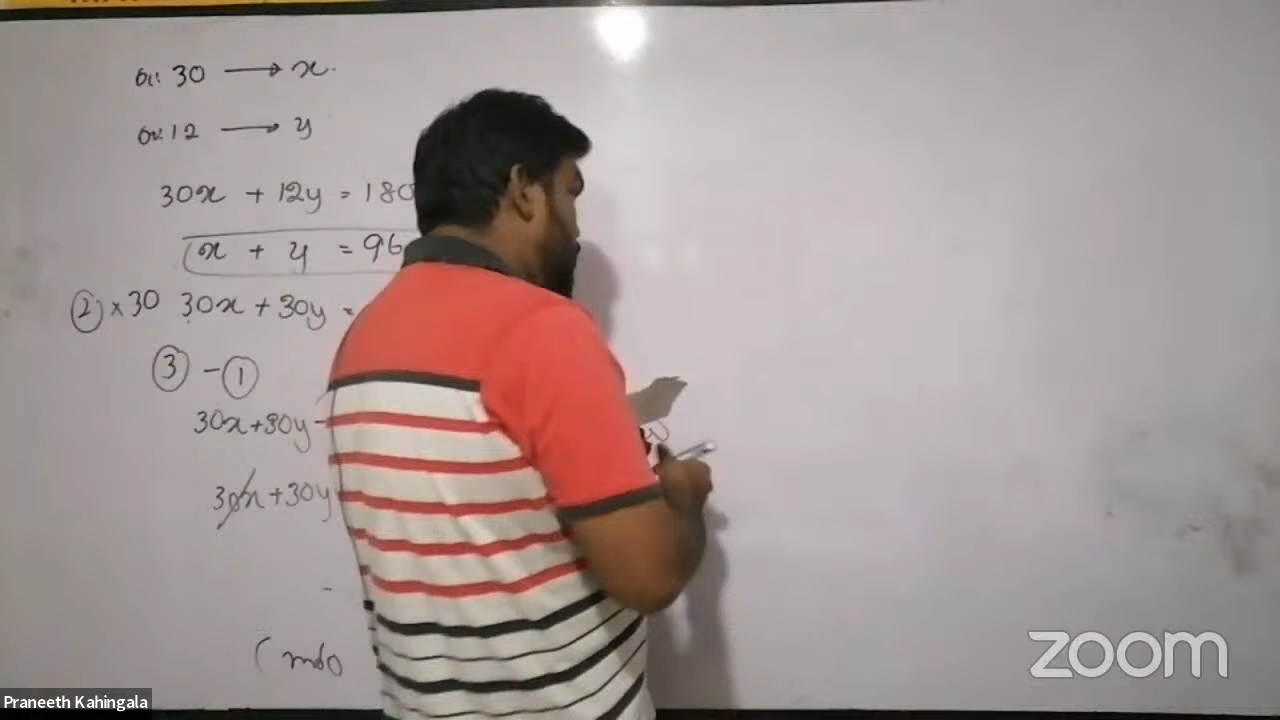 රු: 30 → x.
රු: 12 → y
30x + 12y = 180
x + y = 96
② × 30 30x + 30y =
③ - ①
30x + 30y -
30x + 30y
-
(
zoom
Praneeth Kahingala